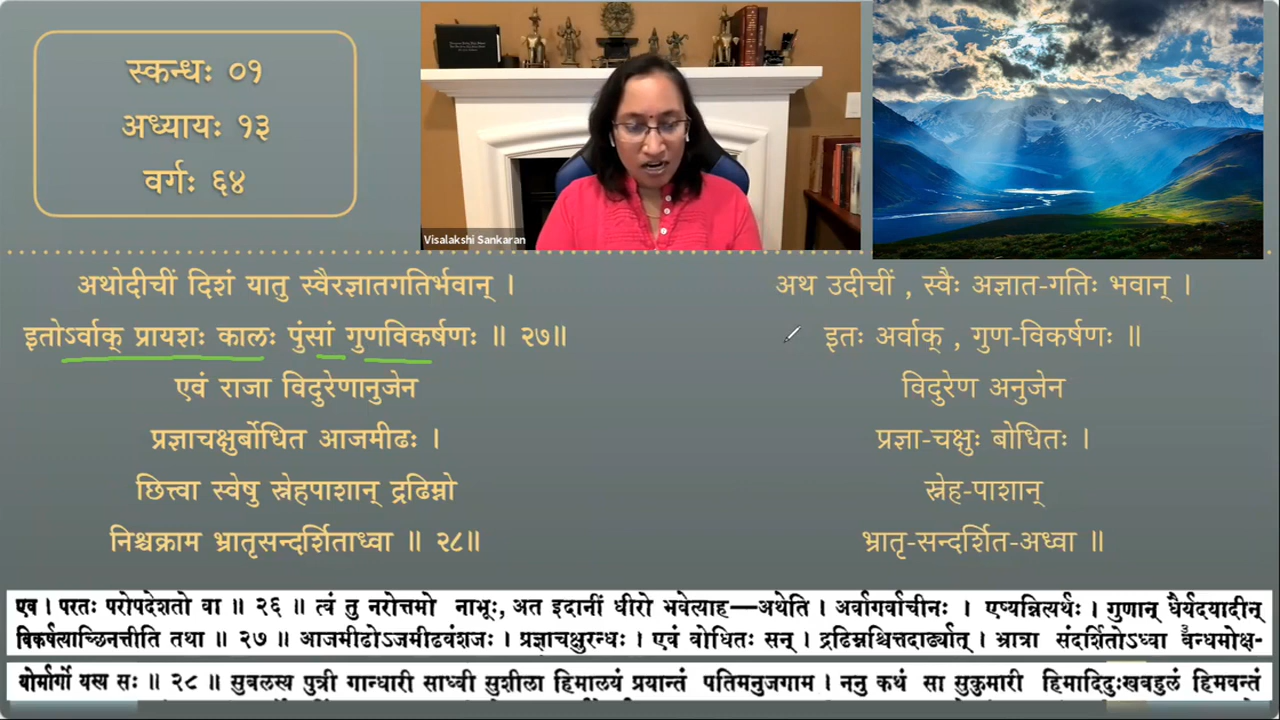 स्कन्धः ०१
अध्यायः १३
वर्गः ६४
Visalakshi Sankaran
अथोदीचीं दिशं यातु स्वैरज्ञातगतिर्भवान् ।
इतोऽर्वाक् प्रायशः कालः पुंसां गुणविकर्षणः ॥ २७॥
एवं राजा विदुरेणानुजेन
प्रज्ञाचक्षुर्बोधित आजमीढः ।
छित्त्वा स्वेषु स्नेहपाशान् द्रढिम्नो
निश्चक्राम भ्रातृसन्दर्शिताध्वा ॥ २८॥
अथ उदीचीं , स्वैः अज्ञात-गतिः भवान् ।
इतः अर्वाक् , गुण-विकर्षणः ॥
विदुरेण अनुजेन
प्रज्ञा-चक्षुः बोधितः ।
स्नेह-पाशान्
भ्रातृ-सन्दर्शित-अध्वा ॥
एव । परतः परोपदेशतो वा ॥ २६ ॥ त्वं तु नरोत्तमो नाभूः, अत इदानीं धीरो भवेत्याह—अथेति । अर्वागर्वाचीनः । एष्यन्नित्यर्थः । गुणान् धैर्यदयादीन्
विकर्षत्याच्छिनत्तीति तथा ॥ २७ ॥ आजमीढोऽजमीढवंशजः । प्रज्ञाचक्षुरन्धः । एवं बोधितः सन् । द्रढिम्नश्चित्तदार्ढ्यात् । भ्रात्रा संदर्शितोऽध्वा बन्धमोक्ष-
योर्मार्गो यस्य सः ॥ २८ ॥ सुबलस्य पुत्री गान्धारी साध्वी सुशीला हिमालयं प्रयान्तं पतिमनुजगाम । ननु कथं सा सुकुमारी हिमादिदुःखबहुलं हिमवन्तं